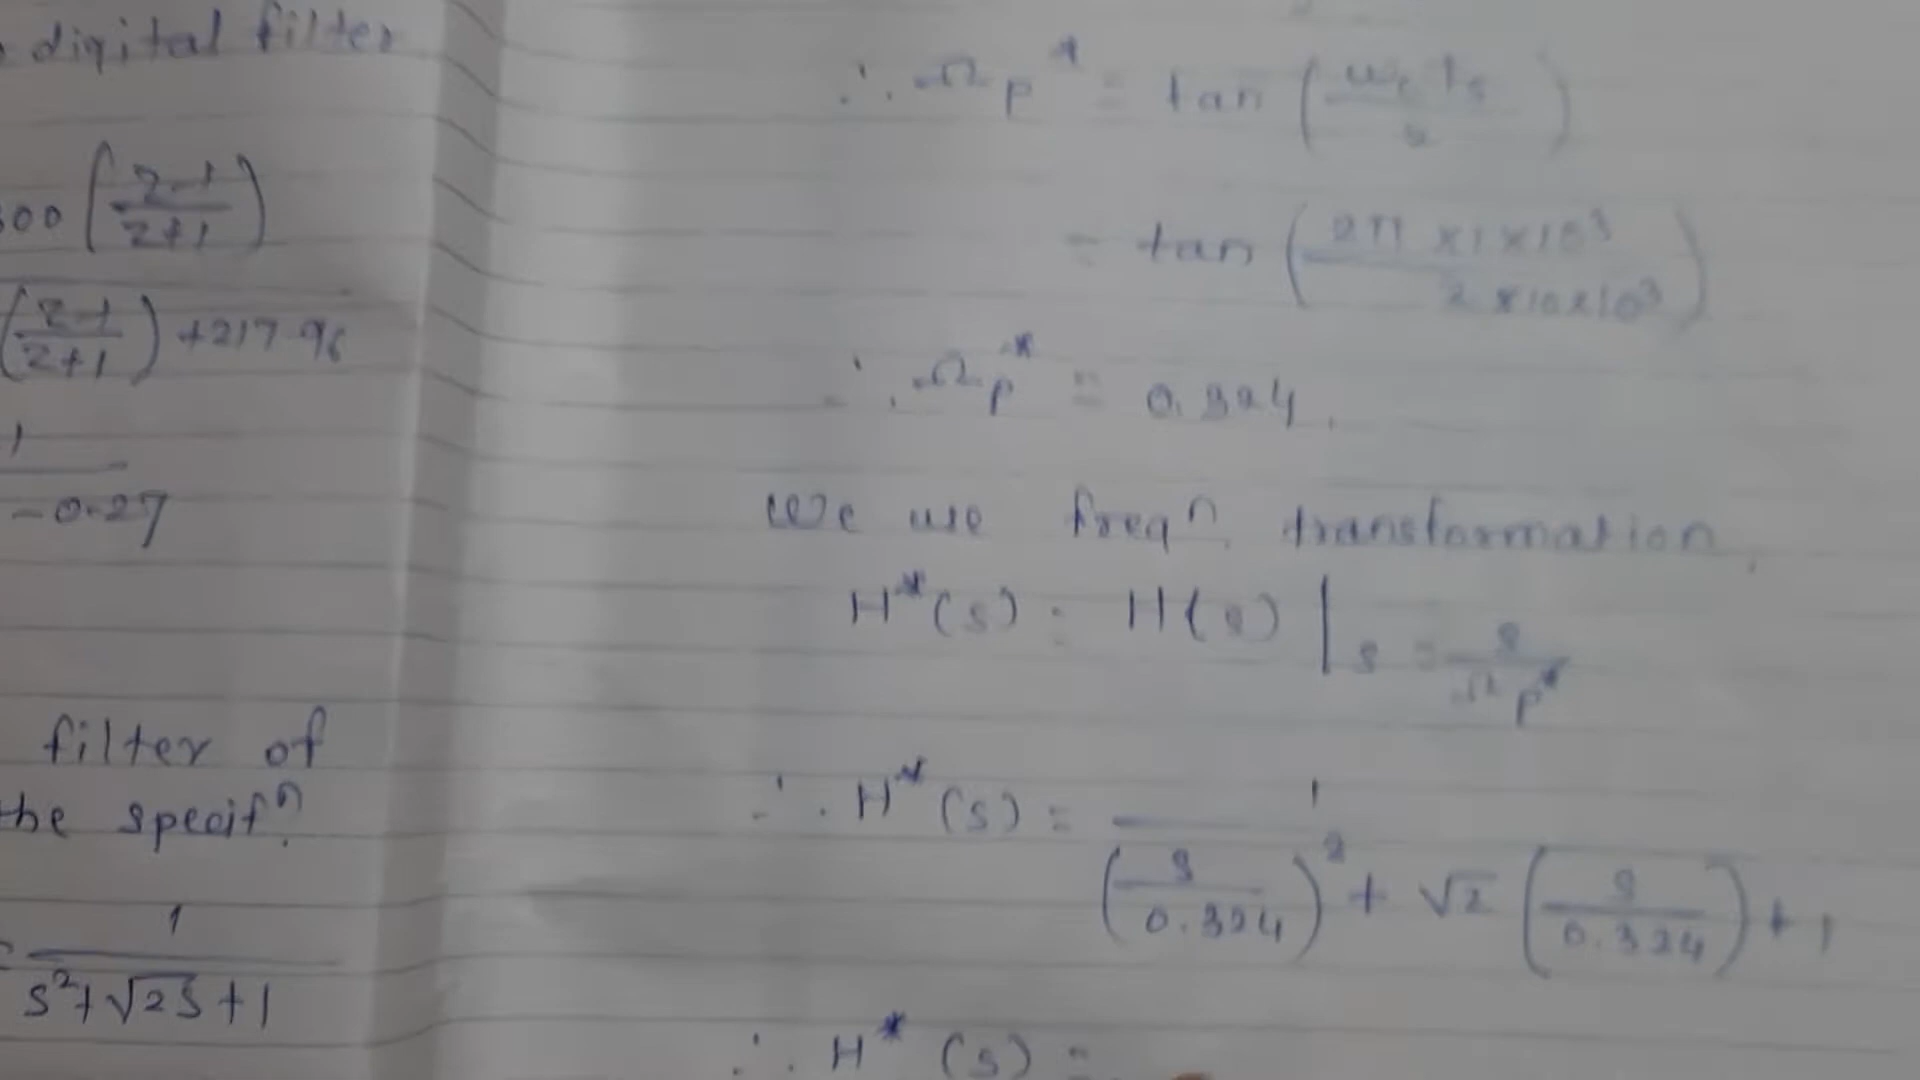 digital filter
00 (z-1 / z+1)
(z-1 / z+1) +217.96
1
-0.27
filter of
the specifⁿ.
= 1 / s²+√2s+1
∴ Ωp* = tan (ωc Ts / 2)
= tan (2π×1×10³ / 2×10×10³)
∴ Ωp* = 0.324.
We use freqⁿ. transformation.
H*(s) = H(s) | s = s / Ωp*
∴ H*(s) = 1 / (s / 0.324)² + √2 (s / 0.324) + 1
∴ H*(s) =